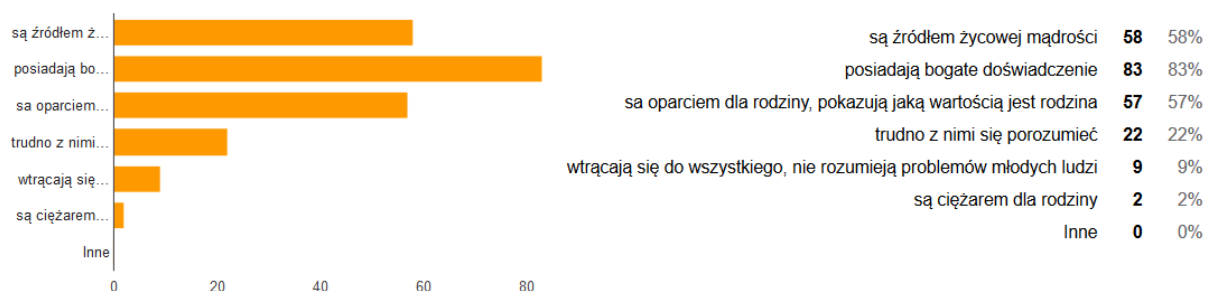 są źródłem ż...
posiadają bo...
sa oparciem...
trudno z nimi...
wtrącają się...
są ciężarem...
Inne
0 20 40 60 80
są źródłem życowej mądrości 58 58%
posiadają bogate doświadczenie 83 83%
sa oparciem dla rodziny, pokazują jaką wartością jest rodzina 57 57%
trudno z nimi się porozumieć 22 22%
wtrącają się do wszystkiego, nie rozumieją problemów młodych ludzi 9 9%
są ciężarem dla rodziny 2 2%
Inne 0 0%